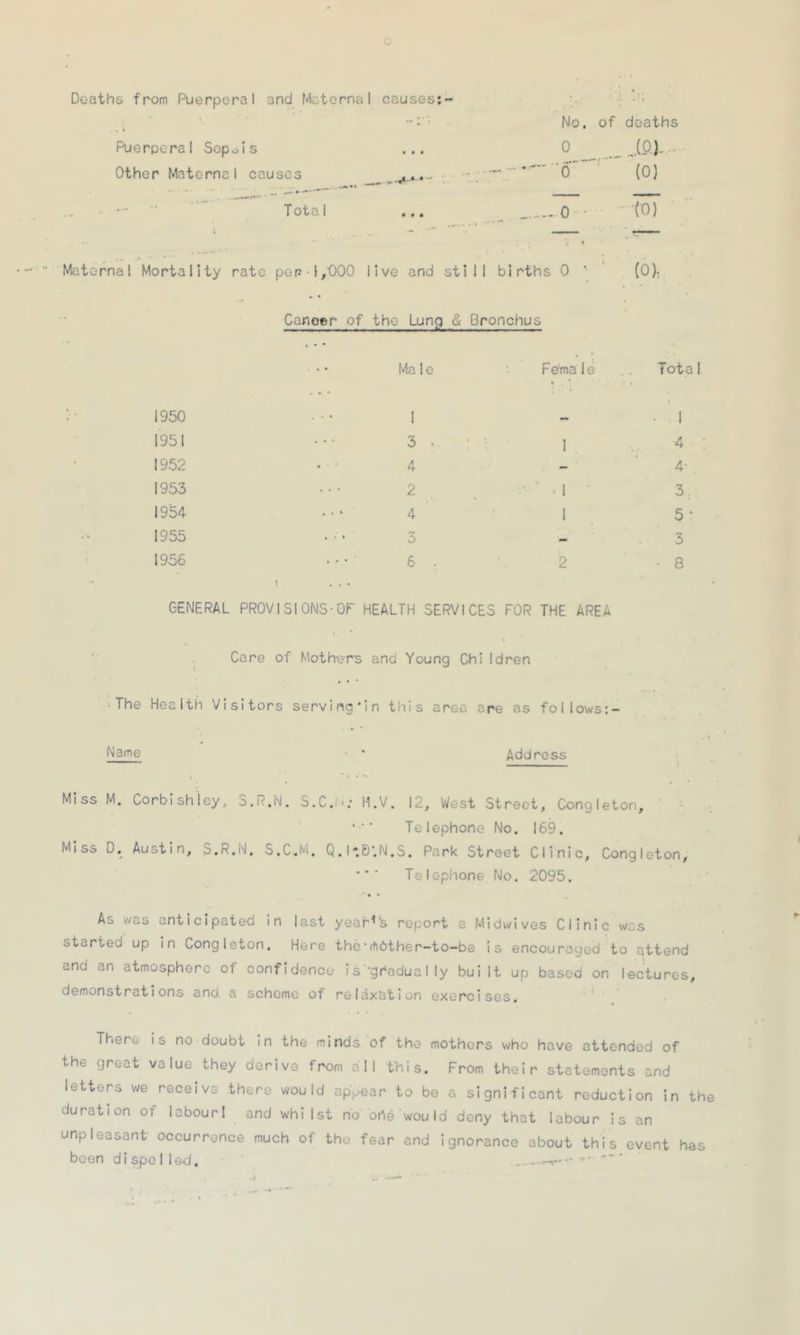 Deaths from Puerperal and Maternal causes:-
No. of deaths
Puerperal Sepsis ... 0 (0)
Other Maternal causes ... 0 (0)
Total ... 0 (0)
Maternal Mortality rate per 1,000 live and still births 0 (0)
Cancer of the Lung & Bronchus
Male Female Total
1950 ... 1 - 1
1951 ... 3 1 4
1952 ... 4 - 4
1953 ... 2 1 3
1954 ... 4 1 5
1955 ... 3 - 3
1956 ... 6 2 8
GENERAL PROVISIONS OF HEALTH SERVICES FOR THE AREA
Care of Mothers and Young Children
The Health Visitors serving in this area are as follows:-
Name Address
Miss M. Corbishley, S.R.N. S.C.M. H.V. 12, West Street, Congleton,
Telephone No. 169.
Miss D. Austin, S.R.N. S.C.M. Q.I.D.N.S. Park Street Clinic, Congleton,
Telephone No. 2095.
As was anticipated in last year's report a Midwives Clinic was
started up in Congleton. Here the mother-to-be is encouraged to attend
and an atmosphere of confidence is gradually built up based on lectures,
demonstrations and a scheme of relaxation exercises.
There is no doubt in the minds of the mothers who have attended of
the great value they derive from all this. From their statements and
letters we receive there would appear to be a significant reduction in the
duration of labour! and whilst no one would deny that labour is an
unpleasant occurrence much of the fear and ignorance about this event has
been dispelled.